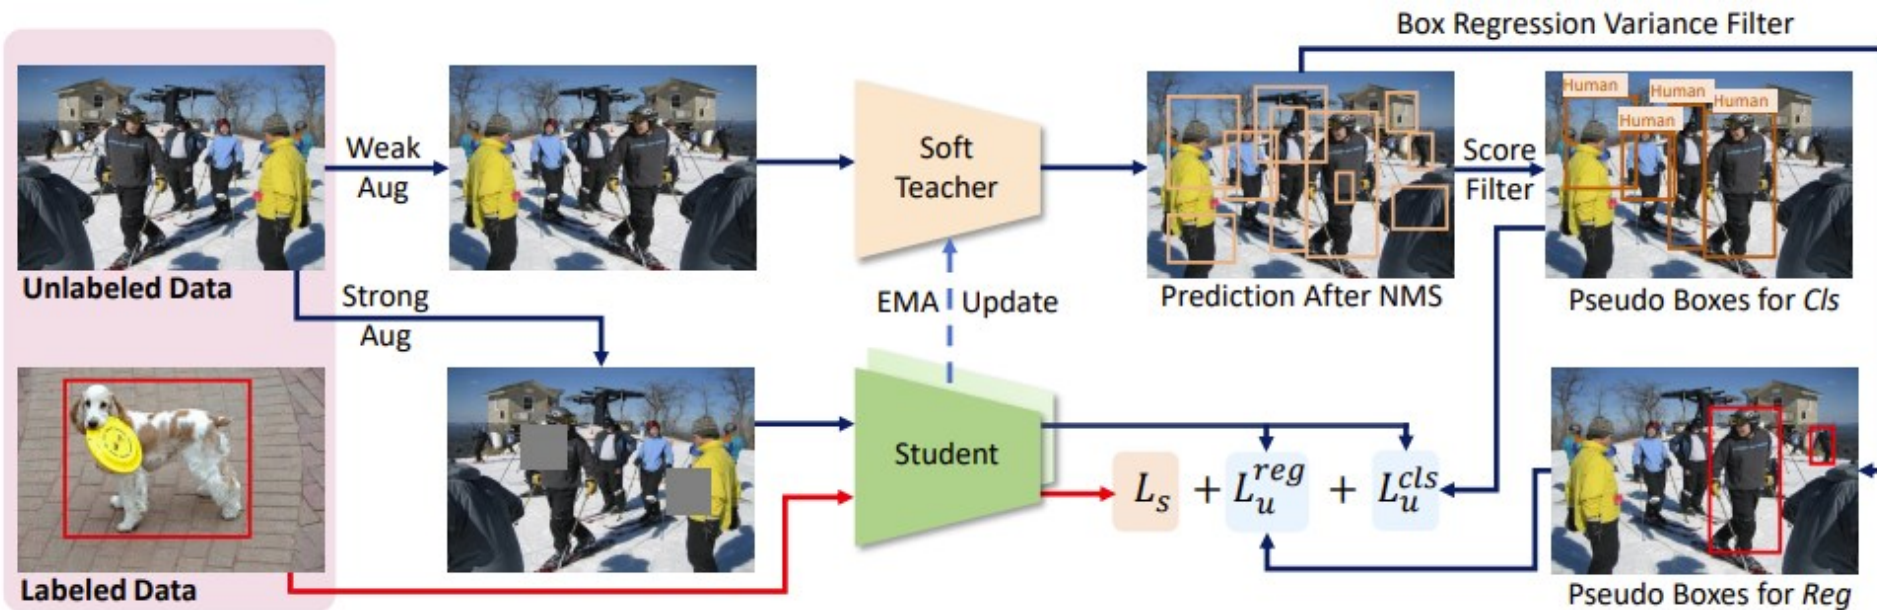 Box Regression Variance Filter
Weak
Aug
Soft
Teacher
Human
Human
Human
Human
Score
Filter
Unlabeled Data
Strong
Aug
EMA Update
Prediction After NMS
Pseudo Boxes for Cls
Student
L_s + L_u^{reg} + L_u^{cls}
Labeled Data
Pseudo Boxes for Reg